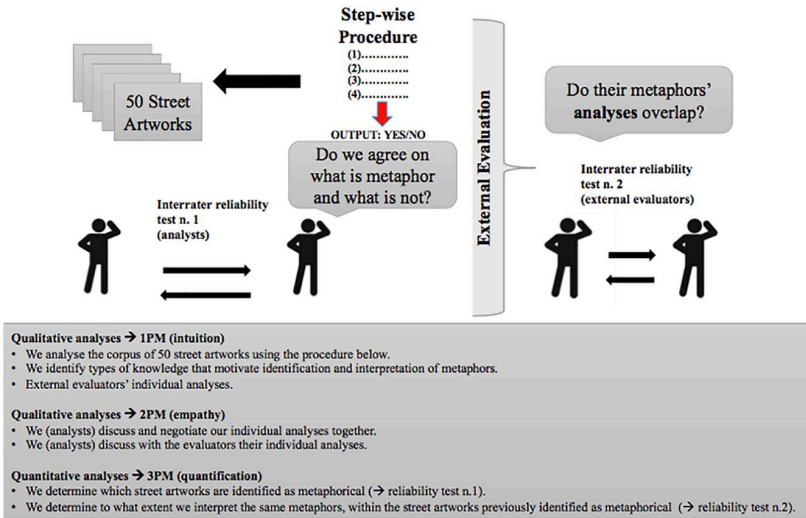 Step-wise
Procedure
(1)............
(2)............
(3)............
(4)............
50 Street
Artworks
OUTPUT: YES/NO
Do we agree on
what is metaphor
and what is not?
Interrater reliability
test n. 1
(analysts)
External Evaluation
Do their metaphors’
analyses overlap?
Interrater reliability
test n. 2
(external evaluators)
Qualitative analyses → 1PM (intuition)
• We analyse the corpus of 50 street artworks using the procedure below.
• We identify types of knowledge that motivate identification and interpretation of metaphors.
• External evaluators’ individual analyses.
Qualitative analyses → 2PM (empathy)
• We (analysts) discuss and negotiate our individual analyses together.
• We (analysts) discuss with the evaluators their individual analyses.
Quantitative analyses → 3PM (quantification)
• We determine which street artworks are identified as metaphorical (→ reliability test n.1).
• We determine to what extent we interpret the same metaphors, within the street artworks previously identified as metaphorical (→ reliability test n.2).